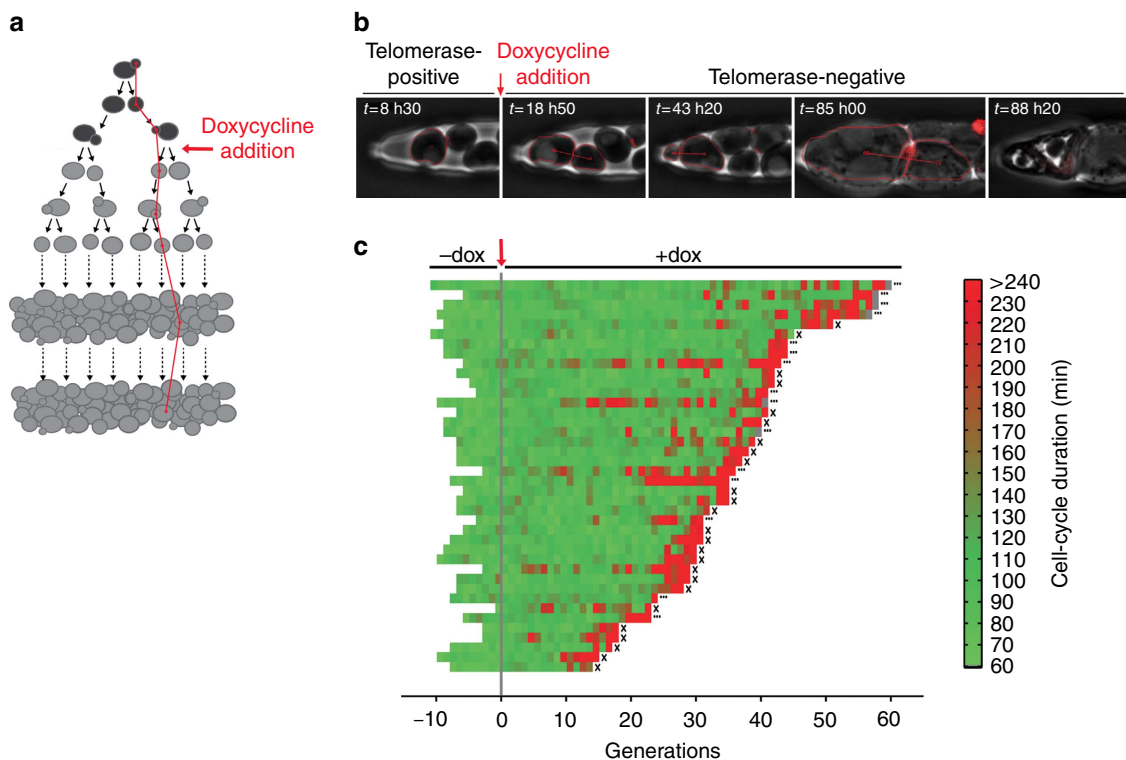 a
Doxycycline
addition
b
Telomerase-
positive
Doxycycline
addition
Telomerase-negative
t=8 h30
t=18 h50
t=43 h20
t=85 h00
t=88 h20
c
−dox
+dox
>240
230
220
210
200
190
180
170
160
150
140
130
120
110
100
90
80
70
60
Cell-cycle duration (min)
−10 0 10 20 30 40 50 60
Generations